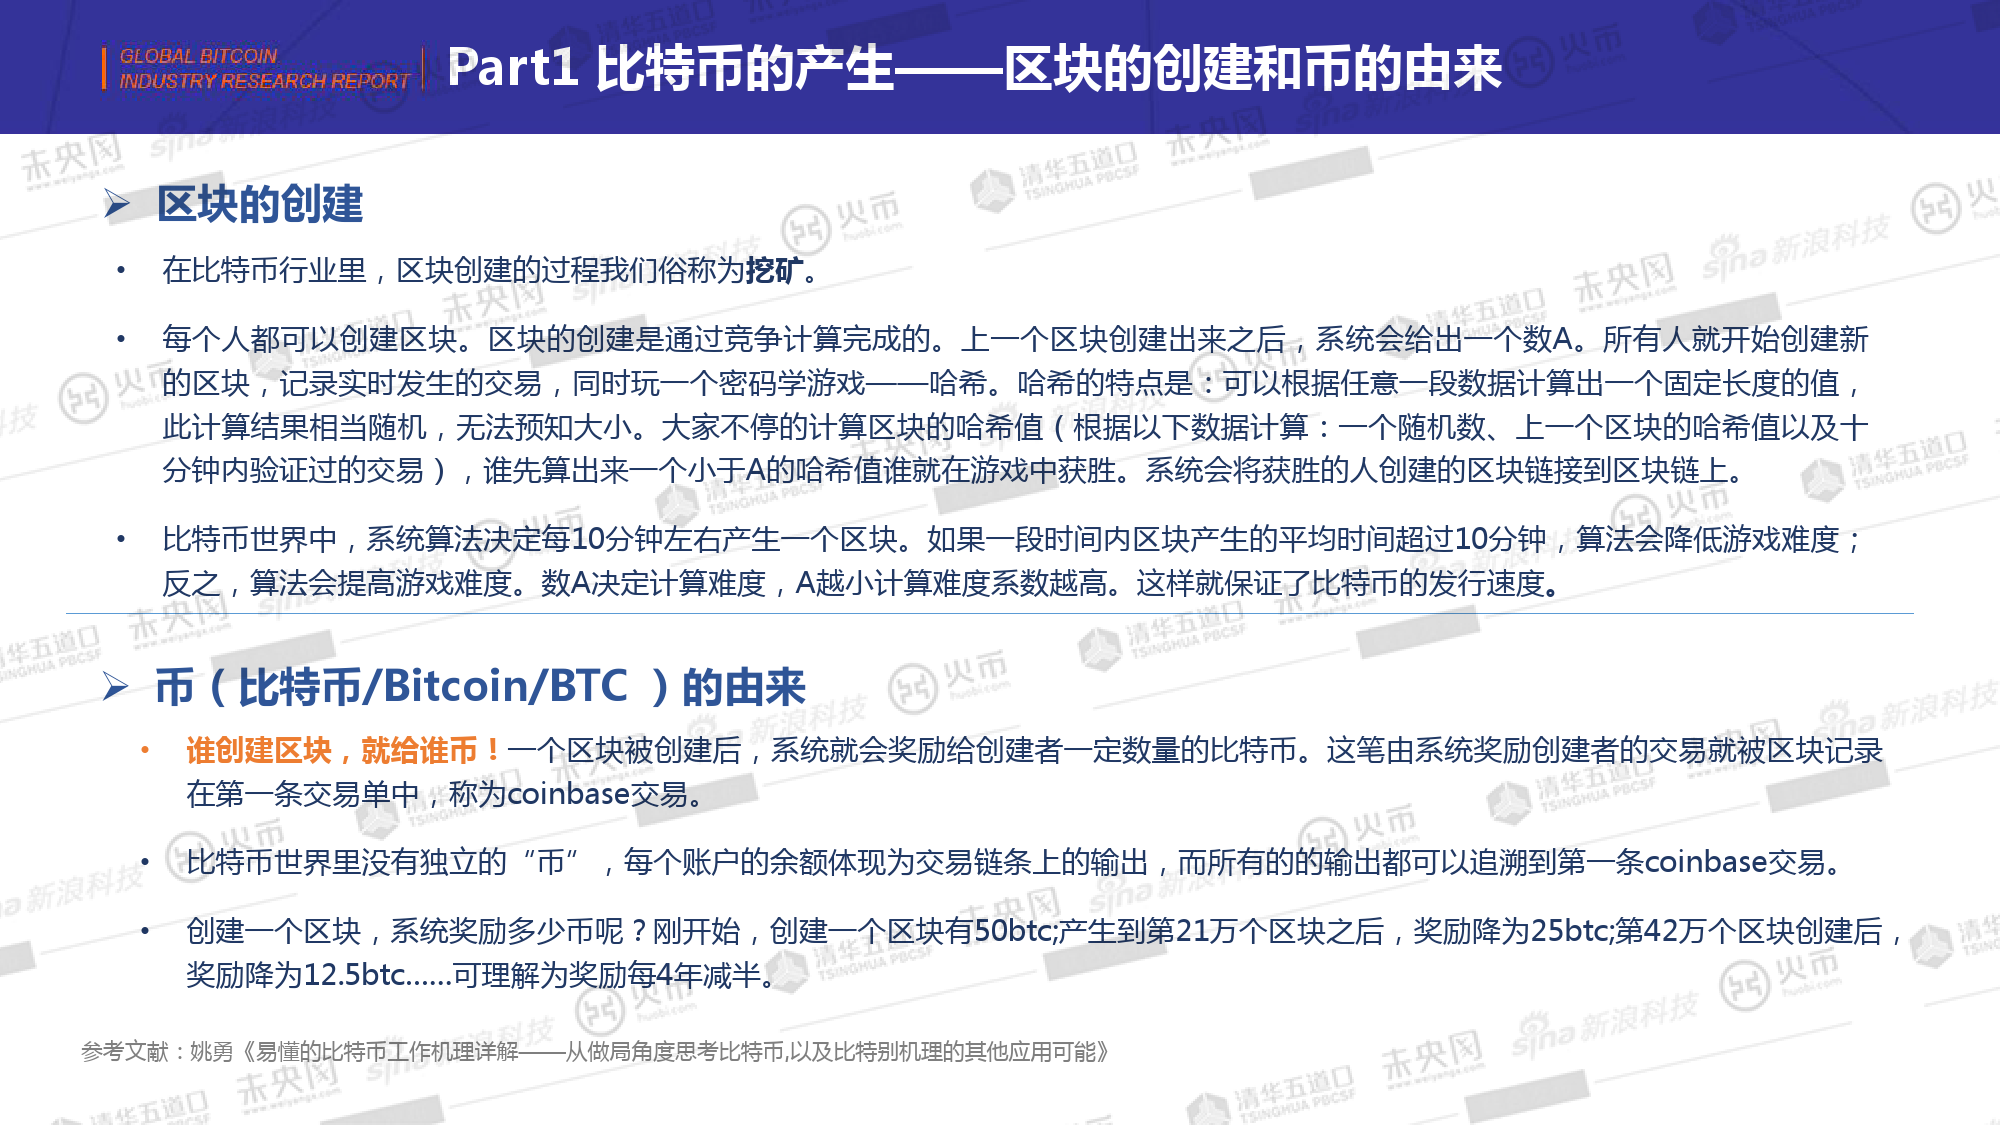 GLOBAL BITCOIN
INDUSTRY RESEARCH REPORT
Part1 比特币的产生——区块的创建和币的由来
区块的创建
• 在比特币行业里，区块创建的过程我们俗称为挖矿。
• 每个人都可以创建区块。区块的创建是通过竞争计算完成的。上一个区块创建出来之后，系统会给出一个数A。所有人就开始创建新
的区块，记录实时发生的交易，同时玩一个密码学游戏——哈希。哈希的特点是：可以根据任意一段数据计算出一个固定长度的值，
此计算结果相当随机，无法预知大小。大家不停的计算区块的哈希值（根据以下数据计算：一个随机数、上一个区块的哈希值以及十
分钟内验证过的交易），谁先算出来一个小于A的哈希值谁就在游戏中获胜。系统会将获胜的人创建的区块链接到区块链上。
• 比特币世界中，系统算法决定每10分钟左右产生一个区块。如果一段时间内区块产生的平均时间超过10分钟，算法会降低游戏难度；
反之，算法会提高游戏难度。数A决定计算难度，A越小计算难度系数越高。这样就保证了比特币的发行速度。
币（比特币/Bitcoin/BTC ）的由来
• 谁创建区块，就给谁币！一个区块被创建后，系统就会奖励给创建者一定数量的比特币。这笔由系统奖励创建者的交易就被区块记录
在第一条交易单中，称为coinbase交易。
• 比特币世界里没有独立的“币”，每个账户的余额体现为交易链条上的输出，而所有的的输出都可以追溯到第一条coinbase交易。
• 创建一个区块，系统奖励多少币呢？刚开始，创建一个区块有50btc;产生到第21万个区块之后，奖励降为25btc;第42万个区块创建后，
奖励降为12.5btc……可理解为奖励每4年减半。
参考文献：姚勇《易懂的比特币工作机理详解——从做局角度思考比特币,以及比特别机理的其他应用可能》
未央网
www.weiyangx.com
sina新浪科技
清华五道口
TSINGHUA PBCSF
火币
huobi.com